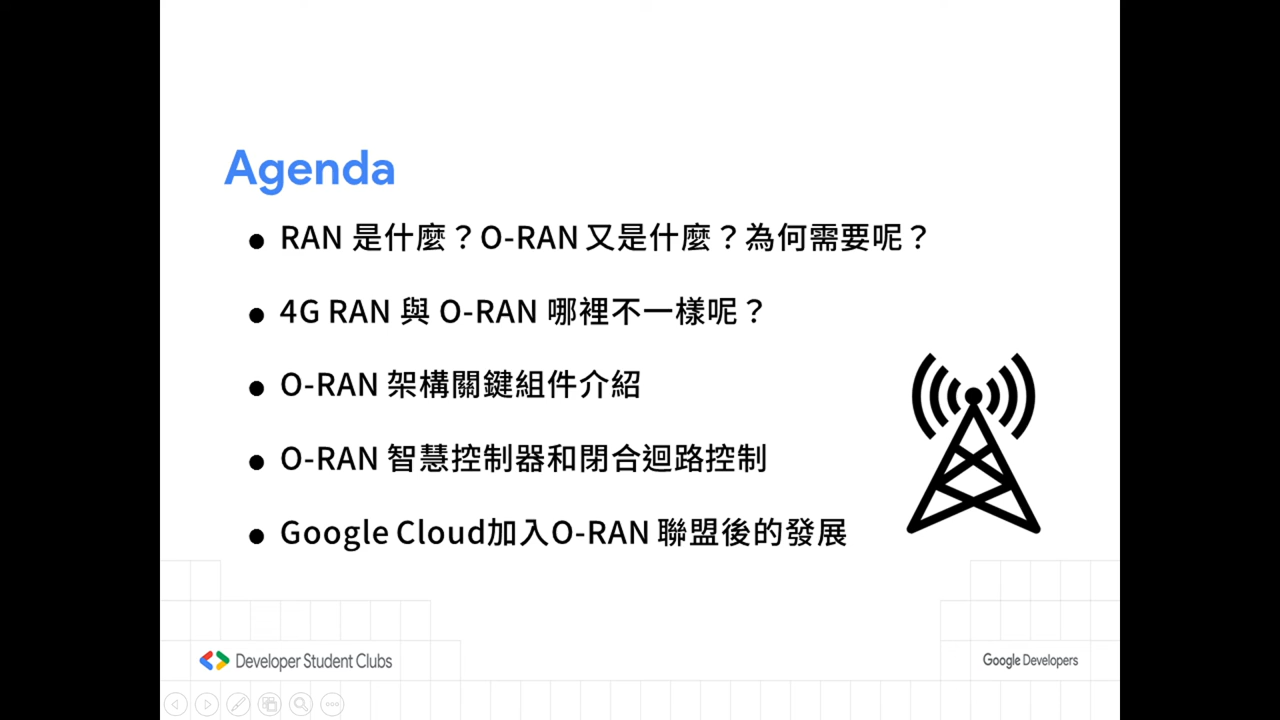 Agenda
RAN 是什麼？O-RAN 又是什麼？為何需要呢？
4G RAN 與 O-RAN 哪裡不一樣呢？
O-RAN 架構關鍵組件介紹
O-RAN 智慧控制器和閉合迴路控制
Google Cloud加入O-RAN 聯盟後的發展
Developer Student Clubs
Google Developers